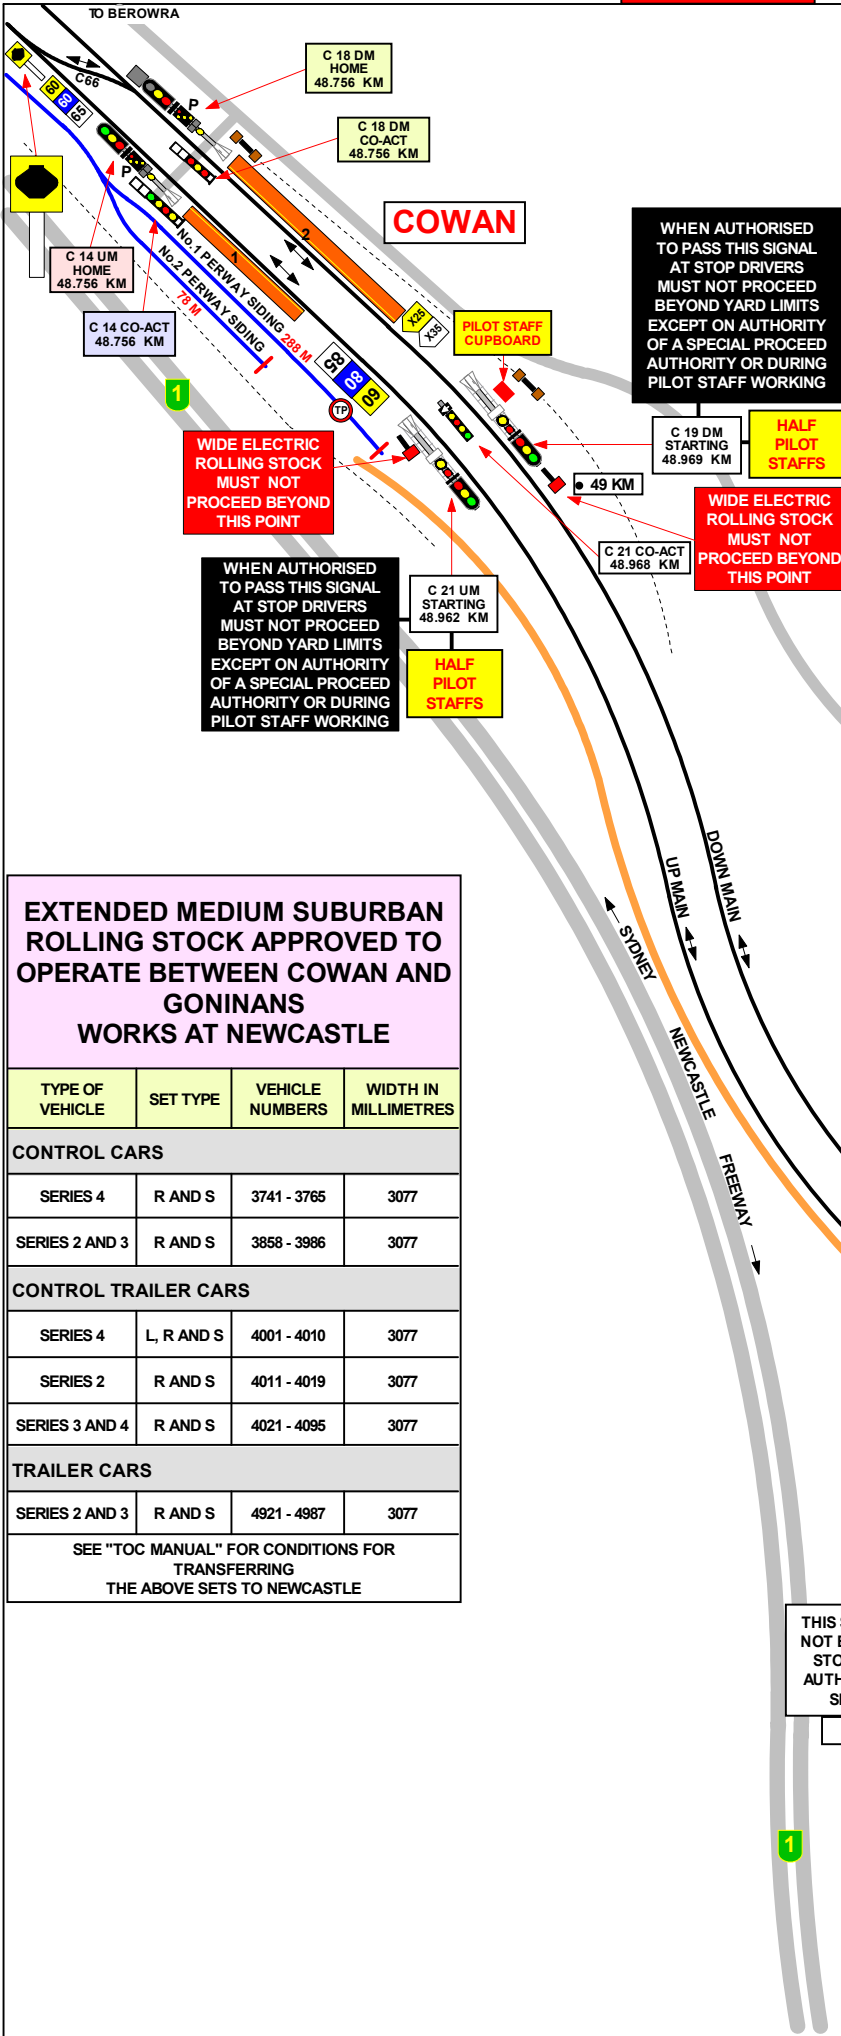 TO BEROWRA
C66
60
80
65
P
C 18 DM
HOME
48.756 KM
C 18 DM
CO-ACT
48.756 KM
P
COWAN
C 14 UM
HOME
48.756 KM
C 14 CO-ACT
48.756 KM
1
2
No.1 PERWAY SIDING 288 M
No.2 PERWAY SIDING
78 M
X25
X35
PILOT STAFF
CUPBOARD
WHEN AUTHORISED
TO PASS THIS SIGNAL
AT STOP DRIVERS
MUST NOT PROCEED
BEYOND YARD LIMITS
EXCEPT ON AUTHORITY
OF A SPECIAL PROCEED
AUTHORITY OR DURING
PILOT STAFF WORKING
1
85
80
60
TP
C 19 DM
STARTING
48.969 KM
HALF
PILOT
STAFFS
WIDE ELECTRIC
ROLLING STOCK
MUST NOT
PROCEED BEYOND
THIS POINT
49 KM
WIDE ELECTRIC
ROLLING STOCK
MUST NOT
PROCEED BEYOND
THIS POINT
C 21 CO-ACT
48.968 KM
WHEN AUTHORISED
TO PASS THIS SIGNAL
AT STOP DRIVERS
MUST NOT PROCEED
BEYOND YARD LIMITS
EXCEPT ON AUTHORITY
OF A SPECIAL PROCEED
AUTHORITY OR DURING
PILOT STAFF WORKING
C 21 UM
STARTING
48.962 KM
HALF
PILOT
STAFFS
UP MAIN
DOWN MAIN
SYDNEY
NEWCASTLE
FREEWAY
EXTENDED MEDIUM SUBURBAN
ROLLING STOCK APPROVED TO
OPERATE BETWEEN COWAN AND
GONINANS
WORKS AT NEWCASTLE
TYPE OF VEHICLE SET TYPE VEHICLE NUMBERS WIDTH IN MILLIMETRES
CONTROL CARS
SERIES 4 R AND S 3741 - 3765 3077
SERIES 2 AND 3 R AND S 3858 - 3986 3077
CONTROL TRAILER CARS
SERIES 4 L, R AND S 4001 - 4010 3077
SERIES 2 R AND S 4011 - 4019 3077
SERIES 3 AND 4 R AND S 4021 - 4095 3077
TRAILER CARS
SERIES 2 AND 3 R AND S 4921 - 4987 3077
SEE "TOC MANUAL" FOR CONDITIONS FOR
TRANSFERRING
THE ABOVE SETS TO NEWCASTLE
THIS
NOT
1